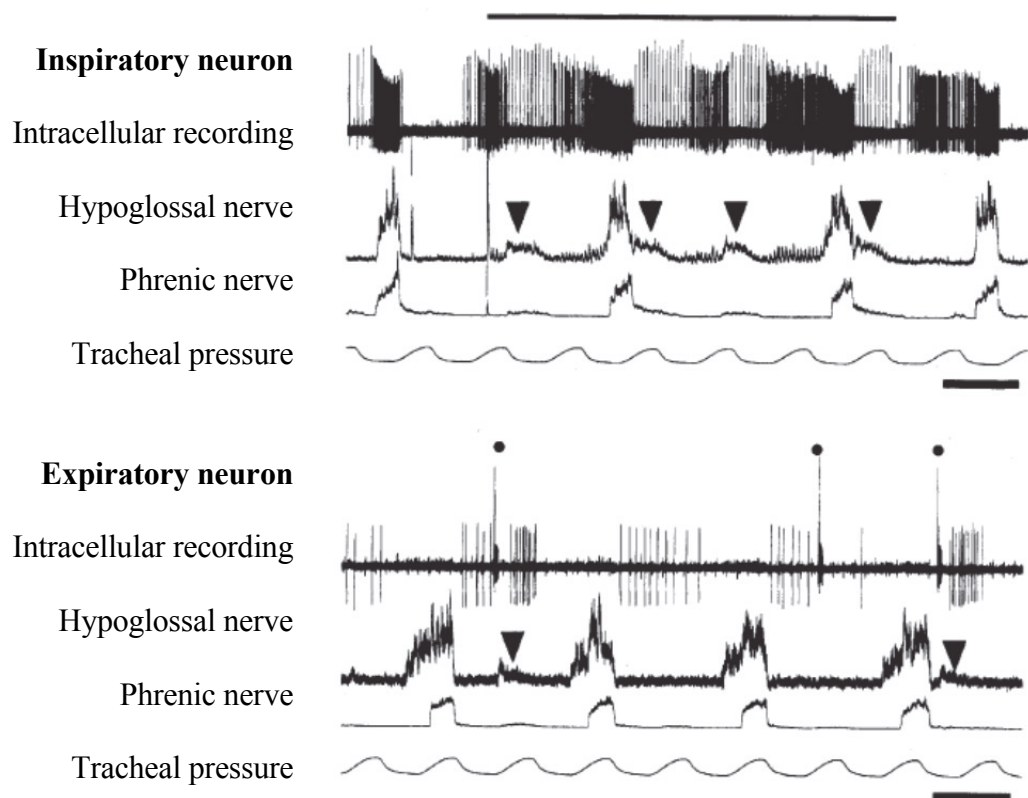 Inspiratory neuron
Intracellular recording
Hypoglossal nerve
Phrenic nerve
Tracheal pressure
Expiratory neuron
Intracellular recording
Hypoglossal nerve
Phrenic nerve
Tracheal pressure